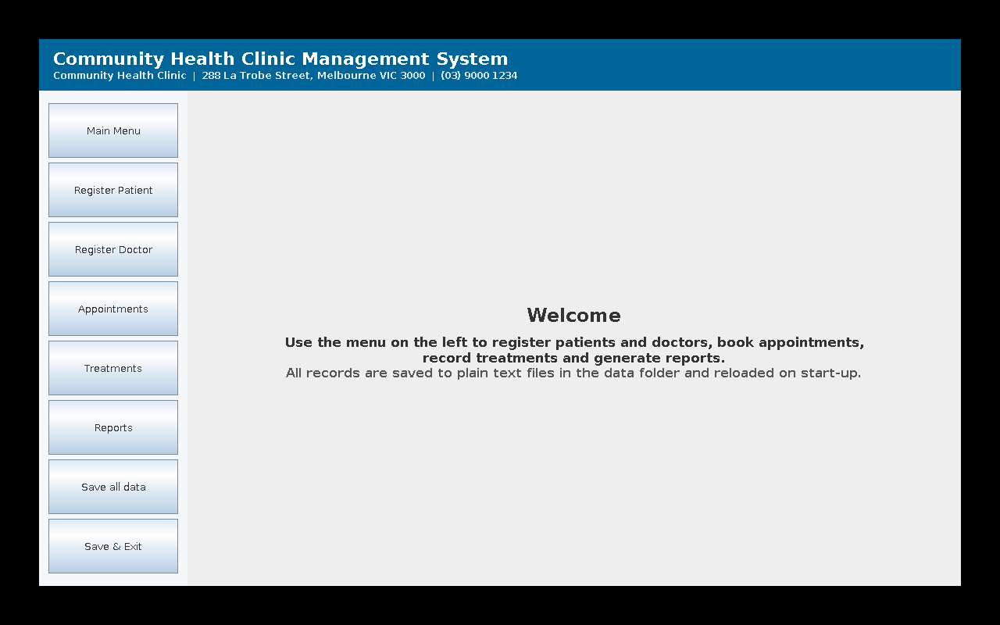 Community Health Clinic Management System
Community Health Clinic | 288 La Trobe Street, Melbourne VIC 3000 | (03) 9000 1234
Main Menu
Register Patient
Register Doctor
Appointments
Treatments
Reports
Save all data
Save & Exit
Welcome
Use the menu on the left to register patients and doctors, book appointments,
record treatments and generate reports.
All records are saved to plain text files in the data folder and reloaded on start-up.